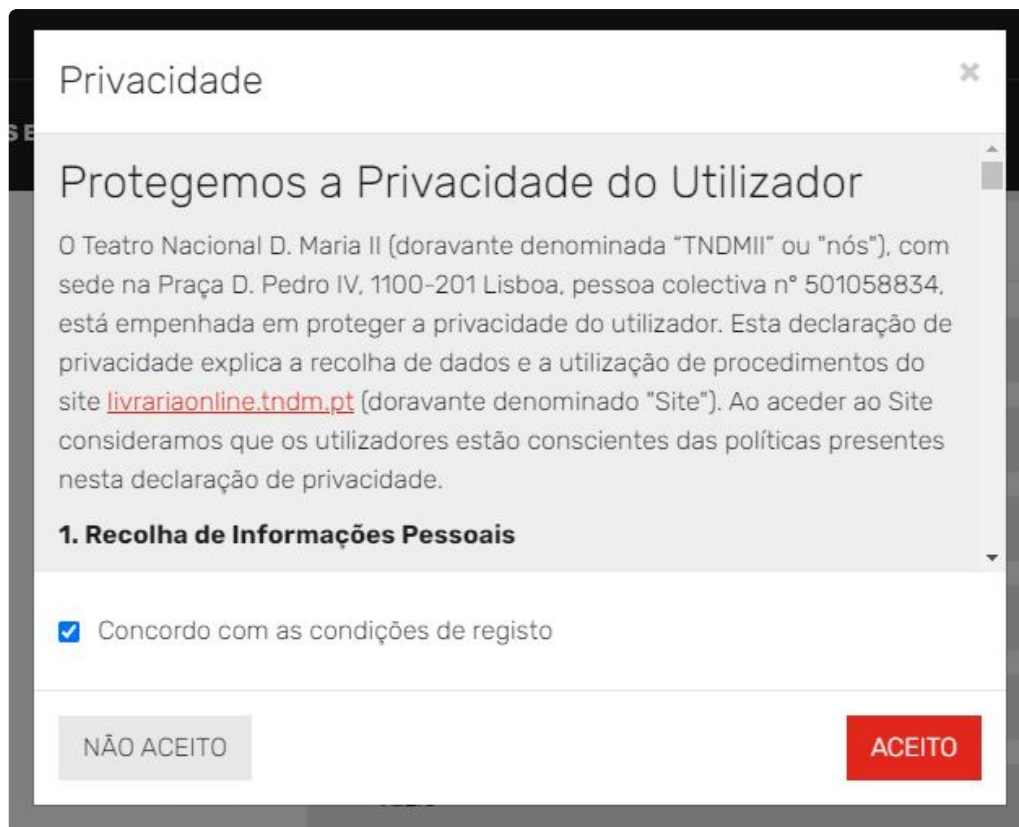 Privacidade
×
SE
Protegemos a Privacidade do Utilizador
O Teatro Nacional D. Maria II (doravante denominada “TNDMII” ou "nós"), com
sede na Praça D. Pedro IV, 1100-201 Lisboa, pessoa colectiva nº 501058834,
está empenhada em proteger a privacidade do utilizador. Esta declaração de
privacidade explica a recolha de dados e a utilização de procedimentos do
site livrariaonline.tndm.pt (doravante denominado "Site"). Ao aceder ao Site
consideramos que os utilizadores estão conscientes das políticas presentes
nesta declaração de privacidade.
1. Recolha de Informações Pessoais
Concordo com as condições de registo
NÃO ACEITO
ACEITO